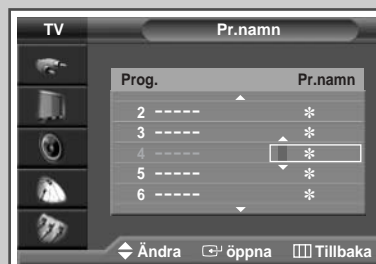 TV Pr.namn
Prog. Pr.namn
2 ----- ✻
3 ----- ✻
4 ----- ✻
5 ----- ✻
6 ----- ✻
Ändra öppna Tillbaka